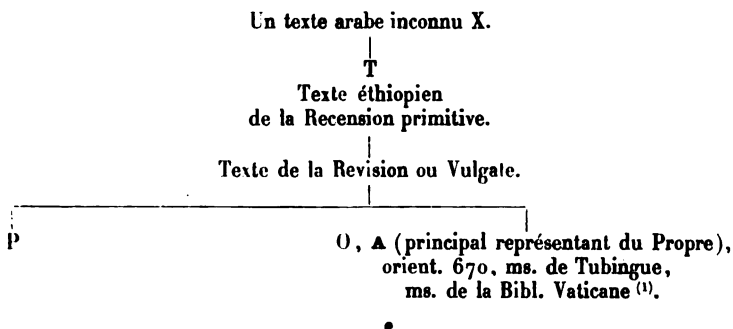 Un texte arabe inconnu X.
T
Texte éthiopien
de la Recension primitive.
Texte de la Revision ou Vulgate.
P
O, A (principal représentant du Propre),
orient. 670, ms. de Tubingue,
ms. de la Bibl. Vaticane (1).